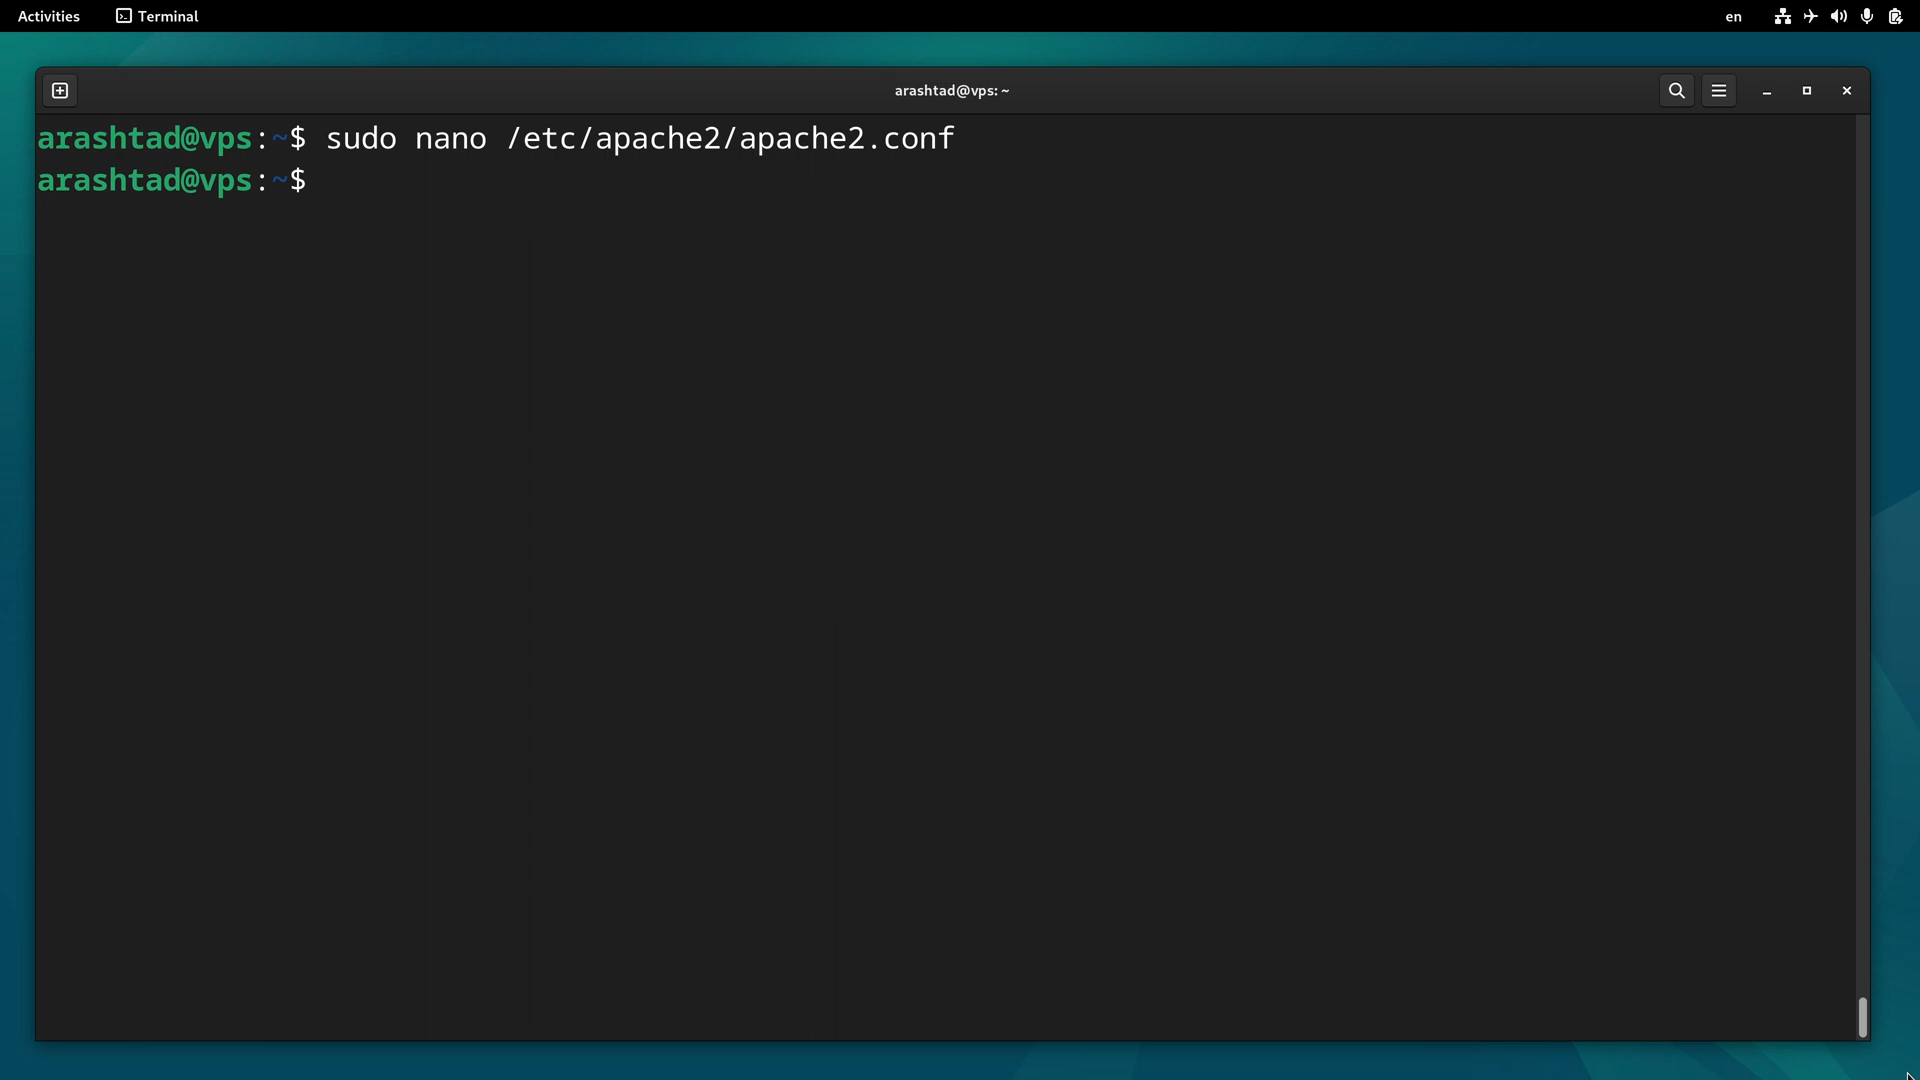 Activities
Terminal
en
arashtad@vps: ~
arashtad@vps:~$ sudo nano /etc/apache2/apache2.conf
arashtad@vps:~$